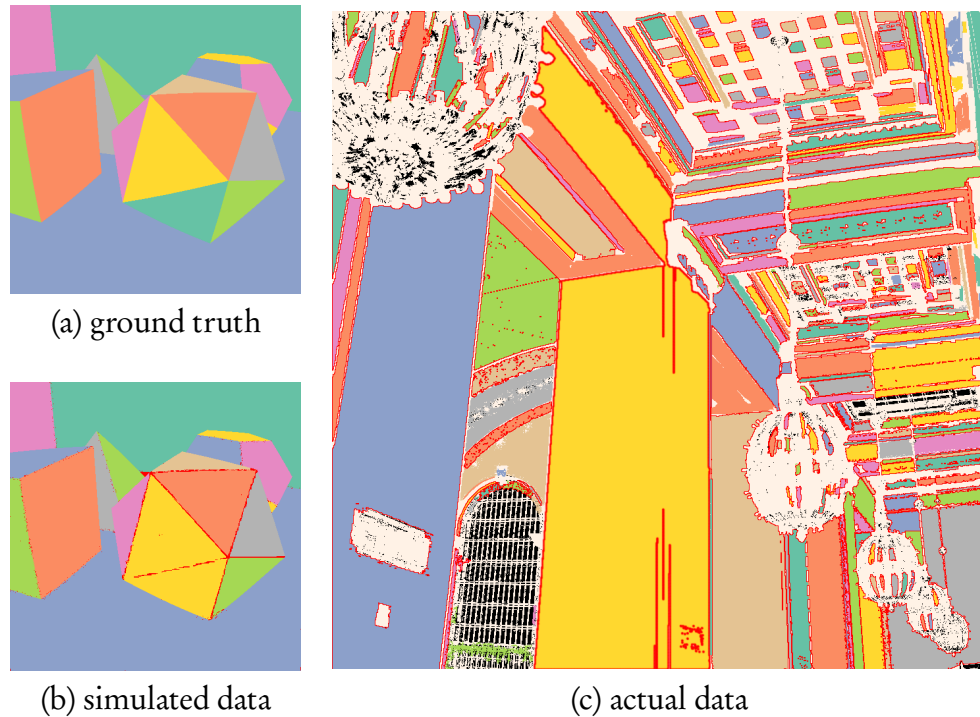 (a) ground truth
(b) simulated data
(c) actual data